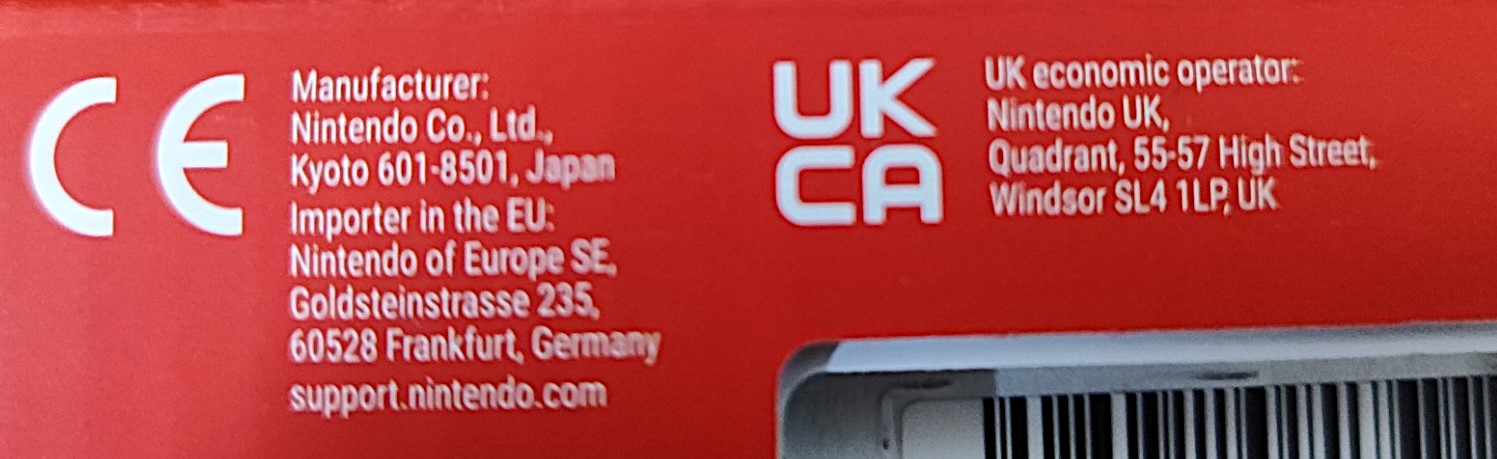 CE
Manufacturer:
Nintendo Co., Ltd.,
Kyoto 601-8501, Japan
Importer in the EU:
Nintendo of Europe SE,
Goldsteinstrasse 235,
60528 Frankfurt, Germany
support.nintendo.com
UK
CA
UK economic operator:
Nintendo UK,
Quadrant, 55-57 High Street,
Windsor SL4 1LP, UK